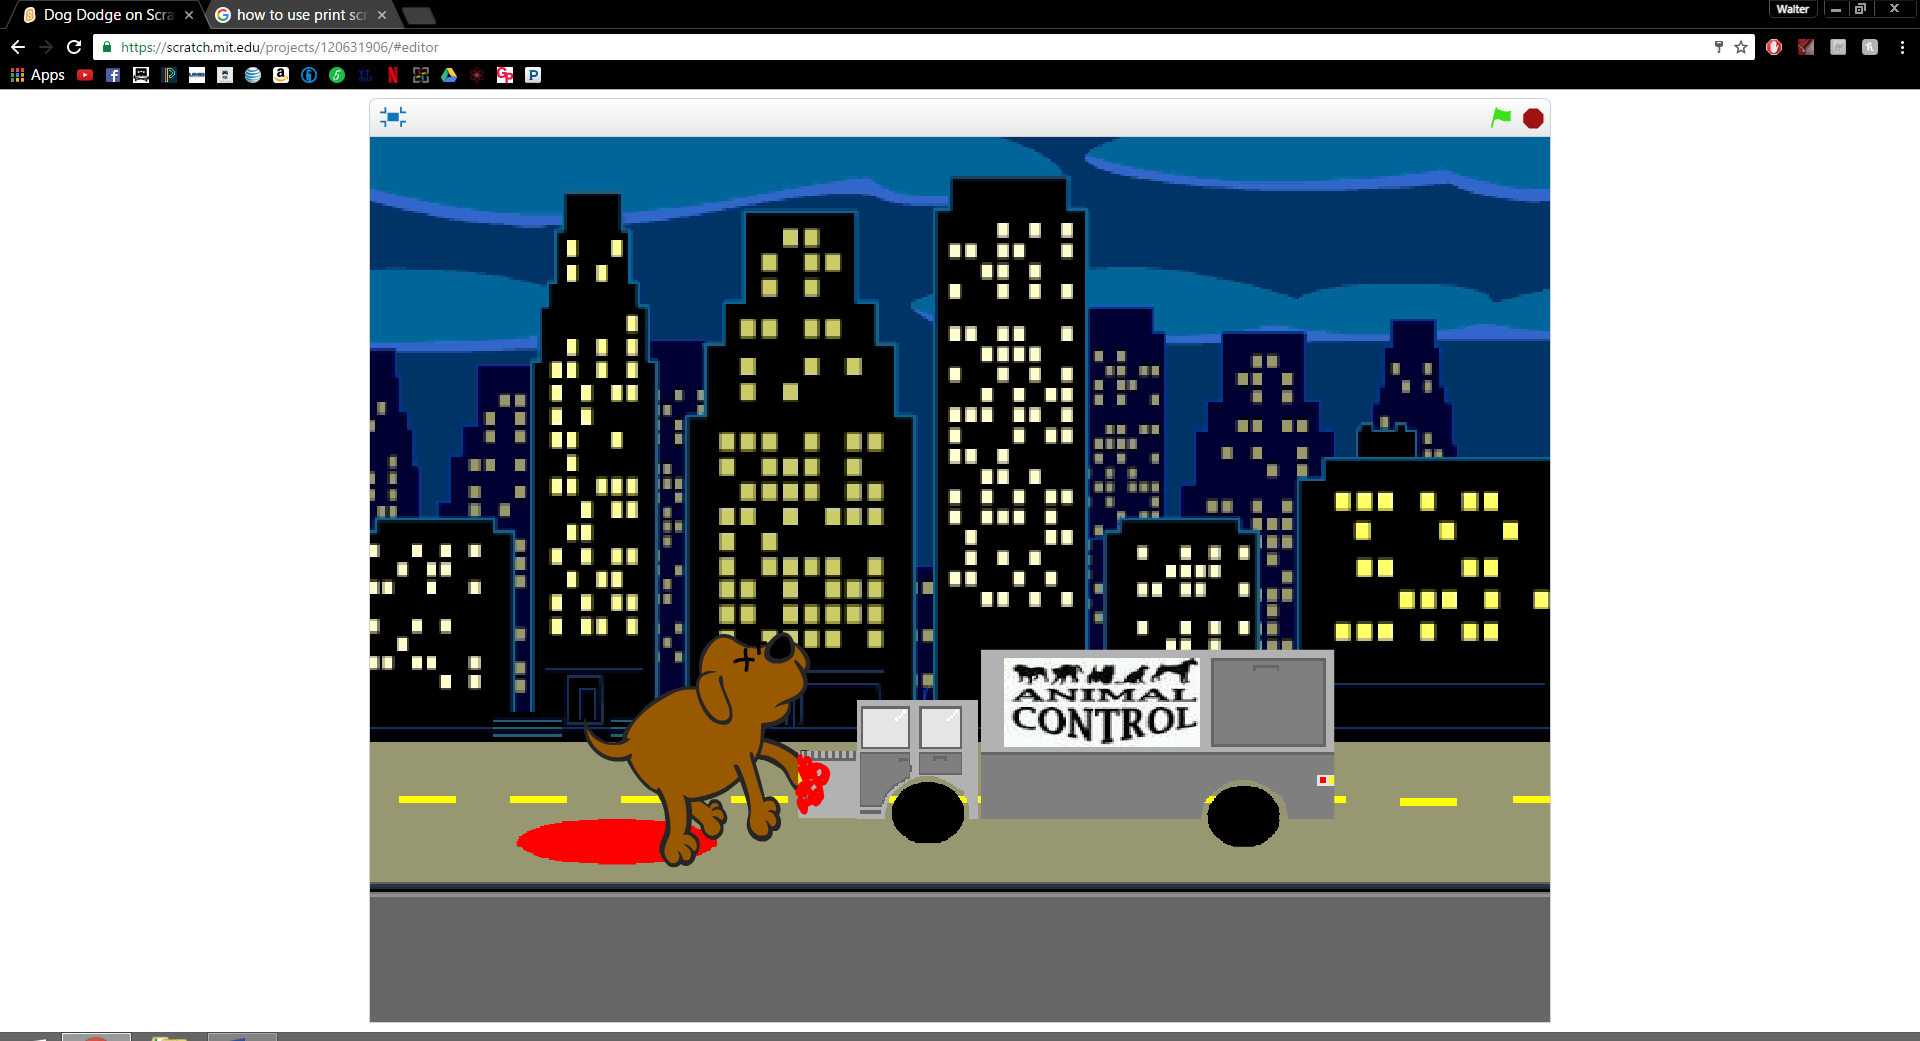 Dog Dodge on Scra
how to use print scr
Walter
https://scratch.mit.edu/projects/120631906/#editor
Apps
ANIMAL
CONTROL